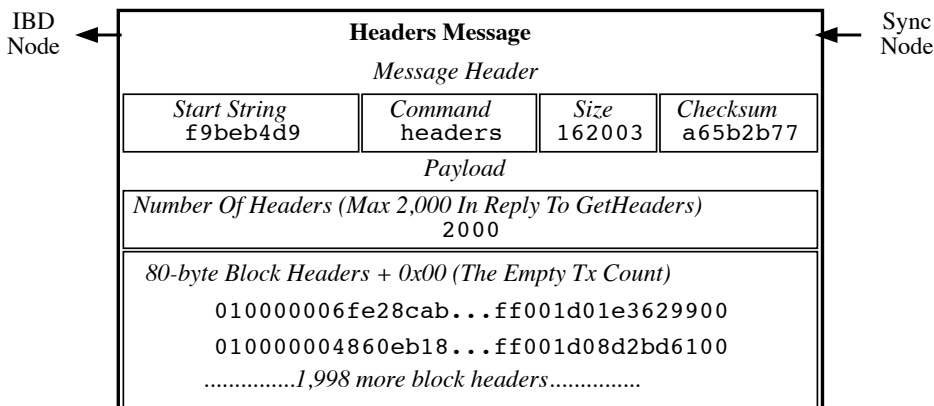 IBD
Node
Headers Message
Sync
Node
Message Header
Start String Command Size Checksum
f9beb4d9 headers 162003 a65b2b77
Payload
Number Of Headers (Max 2,000 In Reply To GetHeaders)
2000
80-byte Block Headers + 0x00 (The Empty Tx Count)
010000006fe28cab...ff001d01e3629900
010000004860eb18...ff001d08d2bd6100
...............1,998 more block headers...............